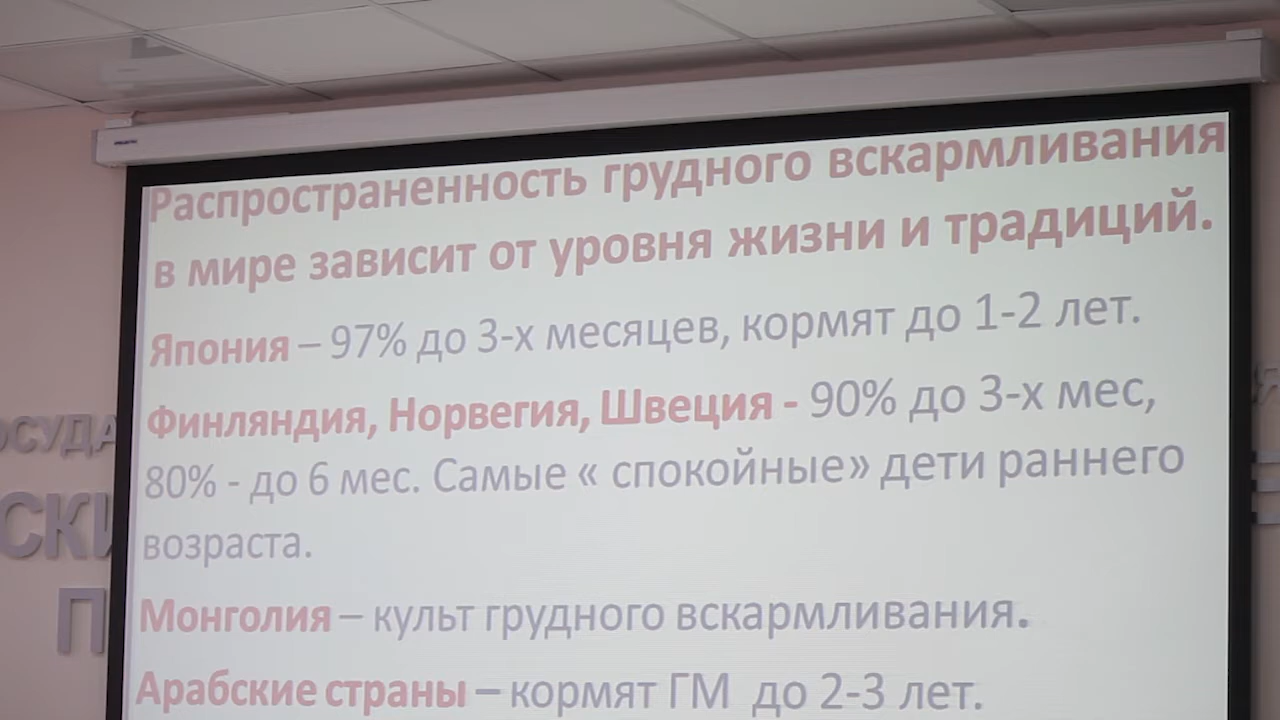 Распространенность грудного вскармливания
в мире зависит от уровня жизни и традиций.
Япония – 97% до 3-х месяцев, кормят до 1-2 лет.
Финляндия, Норвегия, Швеция - 90% до 3-х мес,
80% - до 6 мес. Самые « спокойные» дети раннего
возраста.
Монголия – культ грудного вскармливания.
Арабские страны – кормят ГМ до 2-3 лет.